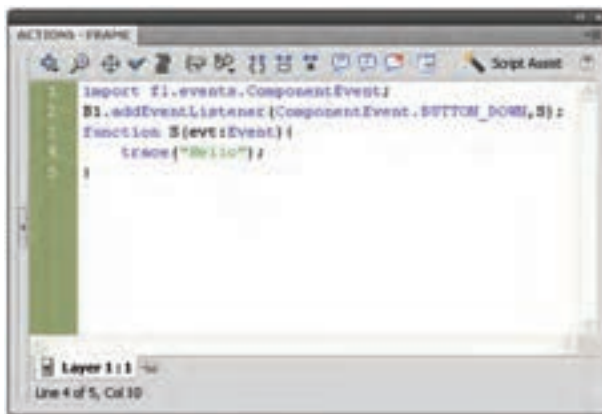 ACTIONS - FRAME
Script Assist
1 import fl.events.ComponentEvent;
2 B1.addEventListener(ComponentEvent.BUTTON_DOWN,S);
3 function S(evt:Event){
4 trace("Hello");
5 }
Layer 1 : 1
Line 4 of 5, Col 10